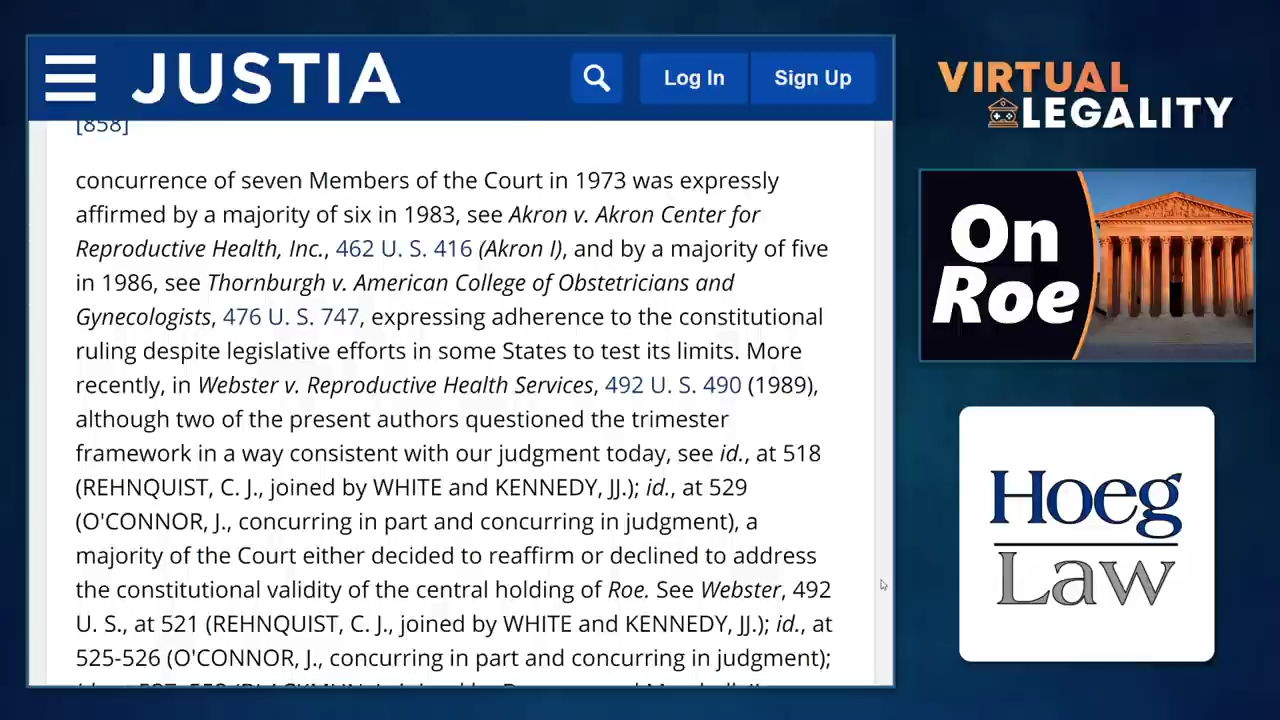 JUSTIA
Log In
Sign Up
[858]
concurrence of seven Members of the Court in 1973 was expressly
affirmed by a majority of six in 1983, see Akron v. Akron Center for
Reproductive Health, Inc., 462 U. S. 416 (Akron I), and by a majority of five
in 1986, see Thornburgh v. American College of Obstetricians and
Gynecologists, 476 U. S. 747, expressing adherence to the constitutional
ruling despite legislative efforts in some States to test its limits. More
recently, in Webster v. Reproductive Health Services, 492 U. S. 490 (1989),
although two of the present authors questioned the trimester
framework in a way consistent with our judgment today, see id., at 518
(REHNQUIST, C. J., joined by WHITE and KENNEDY, JJ.); id., at 529
(O'CONNOR, J., concurring in part and concurring in judgment), a
majority of the Court either decided to reaffirm or declined to address
the constitutional validity of the central holding of Roe. See Webster, 492
U. S., at 521 (REHNQUIST, C. J., joined by WHITE and KENNEDY, JJ.); id., at
525-526 (O'CONNOR, J., concurring in part and concurring in judgment);
VIRTUAL
LEGALITY
On
Roe
Hoeg
Law